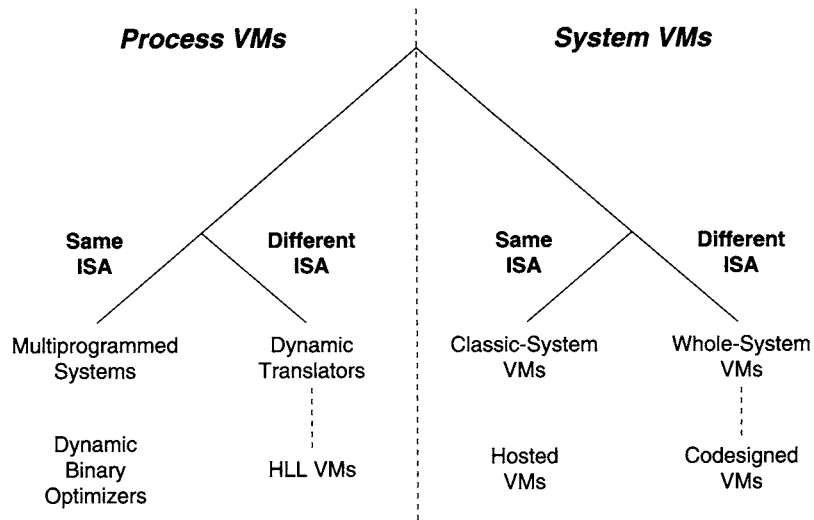 Process VMs
System VMs
Same
ISA
Different
ISA
Same
ISA
Different
ISA
Multiprogrammed
Systems
Dynamic
Translators
Classic-System
VMs
Whole-System
VMs
Dynamic
Binary
Optimizers
HLL VMs
Hosted
VMs
Codesigned
VMs